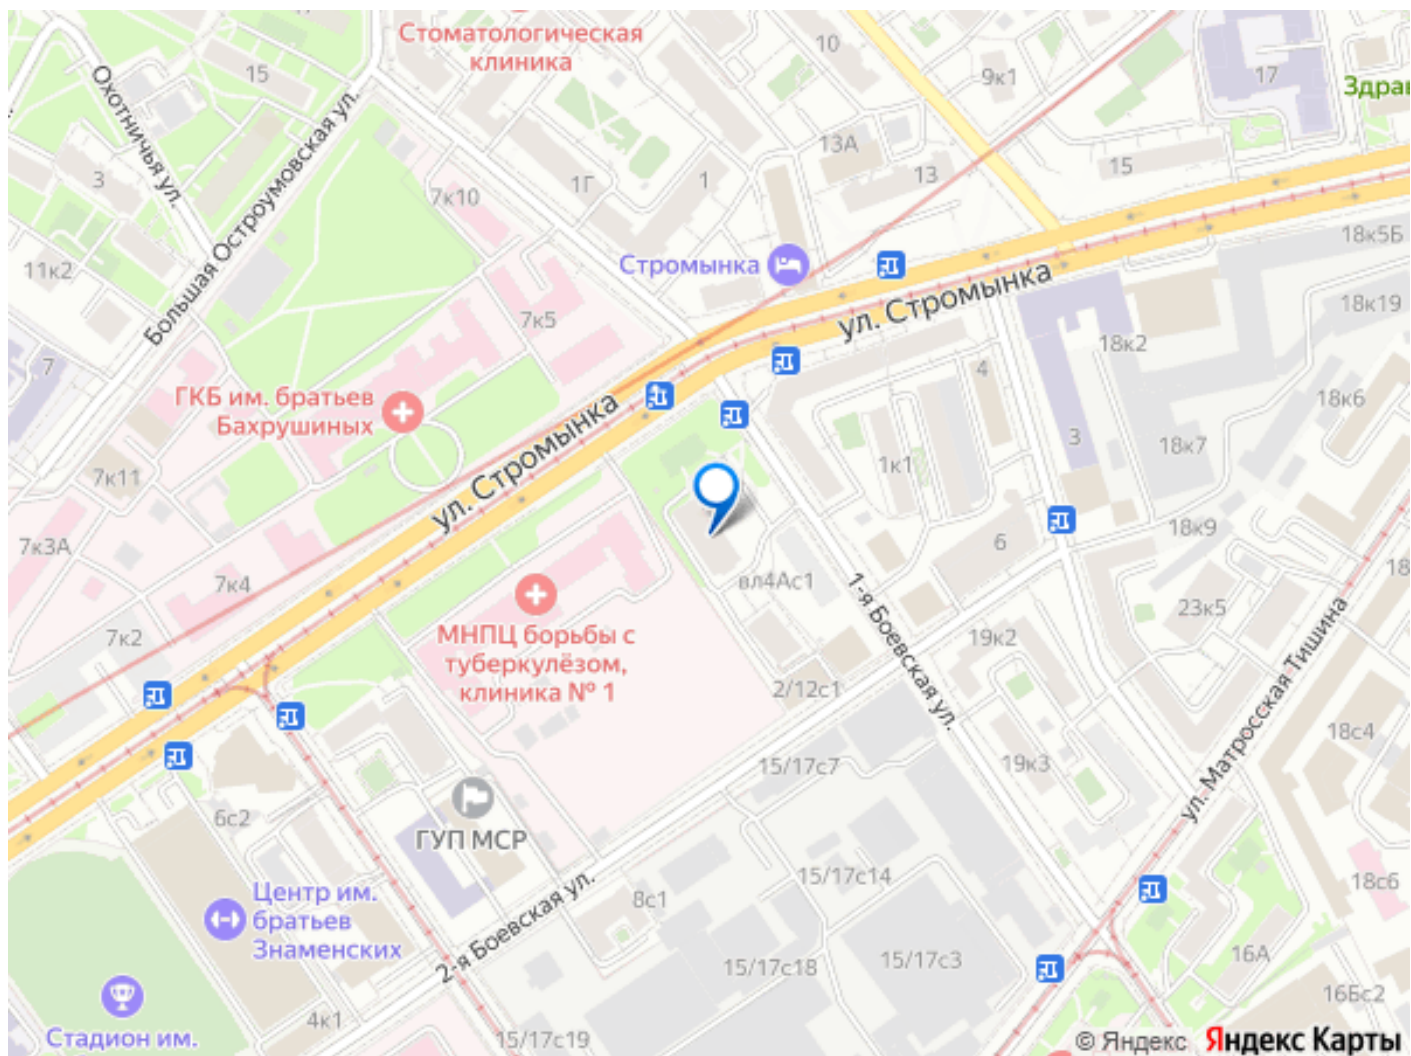 Стоматологическая
клиника
10
9к1
17
Здрав
15
Охотничья ул.
Большая Остроумовская ул.
3
13А
13
15
7к10
1Г
1
11к2
Стромынка
18к5Б
ул. Стромынка
18к19
7к5
7
18к2
4
ГКБ им. братьев
Бахрушиных
18к6
3
18к7
1к1
7к11
ул. Стромынка
7к3А
7к4
6
18к9
18
вл4Ас1
1-я Боевская ул.
23к5
МНПЦ борьбы с
туберкулёзом,
клиника № 1
7к2
19к2
2/12с1
ул. Матросская Тишина
18с4
15/17с7
19к3
6с2
ГУП МСР
15/17с14
18с6
Центр им.
братьев
Знаменских
8с1
2-я Боевская ул.
15/17с18
15/17с3
16А
16Бс2
4к1
Стадион им.
15/17с19
© Яндекс Яндекс Карты